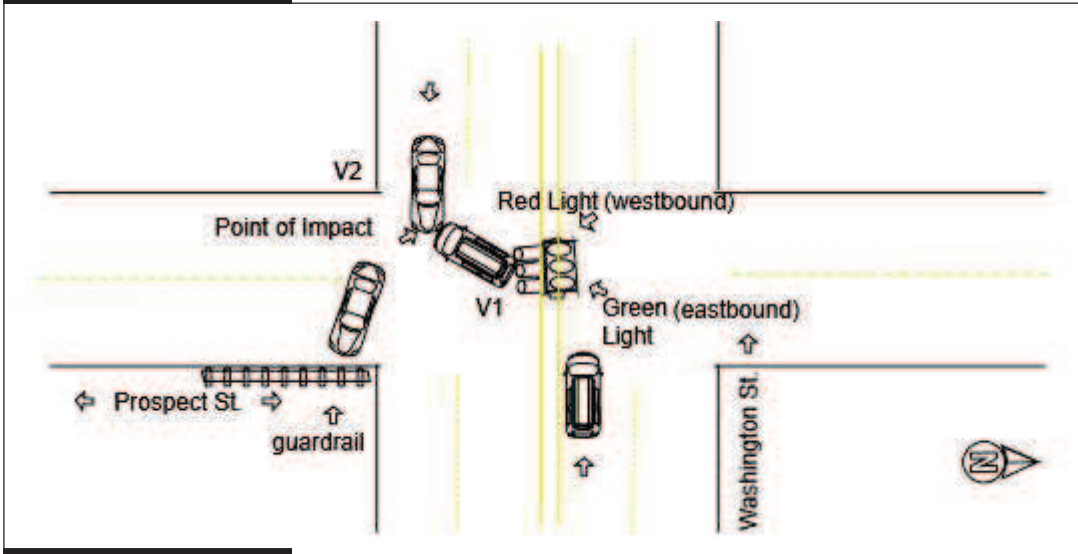 V2
Red Light (westbound)
Point of Impact
V1
Green (eastbound)
Light
Prospect St.
guardrail
Washington St.
N